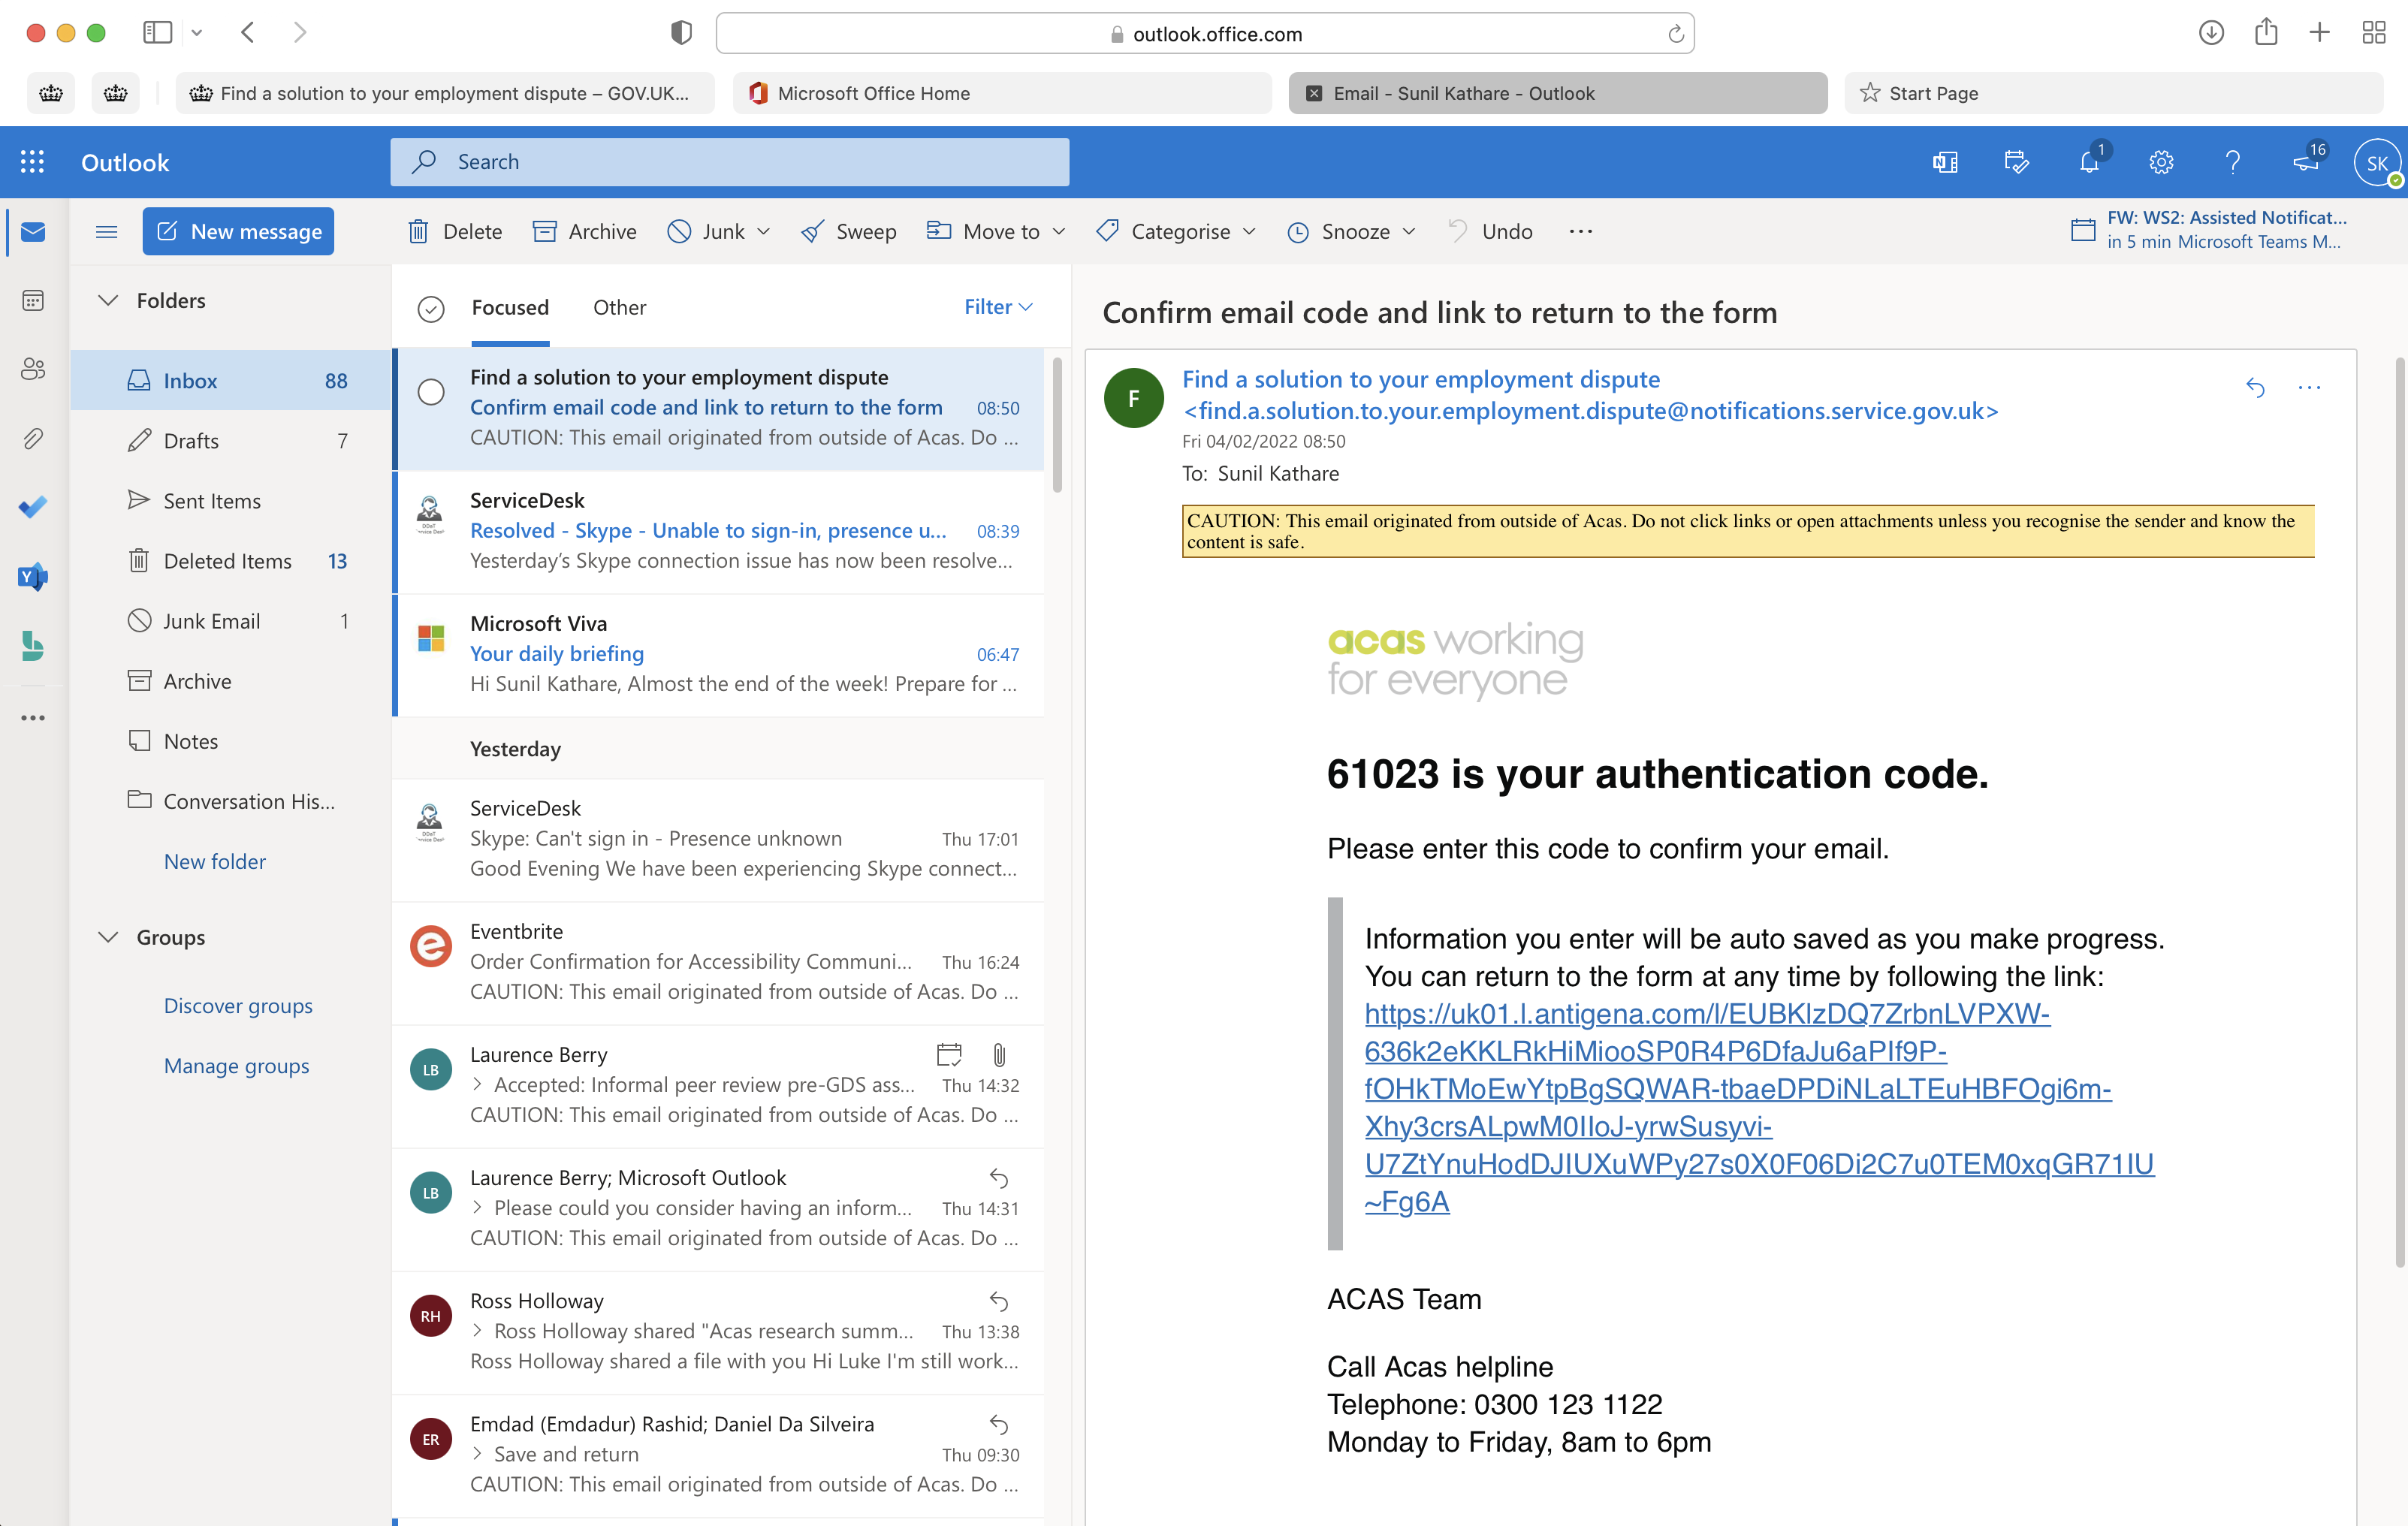 outlook.office.com
Find a solution to your employment dispute – GOV.UK...
Microsoft Office Home
Email - Sunil Kathare - Outlook
Start Page
Outlook
Search
1
16
SK
New message
Delete
Archive
Junk
Sweep
Move to
Categorise
Snooze
Undo
FW: WS2: Assisted Notificat...
in 5 min Microsoft Teams M...
Folders
Inbox 88
Drafts 7
Sent Items
Deleted Items 13
Junk Email 1
Archive
Notes
Conversation His...
New folder
Groups
Discover groups
Manage groups
Focused
Other
Filter
Find a solution to your employment dispute
Confirm email code and link to return to the form 08:50
CAUTION: This email originated from outside of Acas. Do ...
ServiceDesk
Resolved - Skype - Unable to sign-in, presence u... 08:39
Yesterday's Skype connection issue has now been resolve...
Microsoft Viva
Your daily briefing 06:47
Hi Sunil Kathare, Almost the end of the week! Prepare for ...
Yesterday
ServiceDesk
Skype: Can't sign in - Presence unknown Thu 17:01
Good Evening We have been experiencing Skype connect...
Eventbrite
Order Confirmation for Accessibility Communi... Thu 16:24
CAUTION: This email originated from outside of Acas. Do ...
LB
Laurence Berry
Accepted: Informal peer review pre-GDS ass... Thu 14:32
CAUTION: This email originated from outside of Acas. Do ...
LB
Laurence Berry; Microsoft Outlook
Please could you consider having an inform... Thu 14:31
CAUTION: This email originated from outside of Acas. Do ...
RH
Ross Holloway
Ross Holloway shared "Acas research summ... Thu 13:38
Ross Holloway shared a file with you Hi Luke I'm still work...
ER
Emdad (Emdadur) Rashid; Daniel Da Silveira
Save and return Thu 09:30
CAUTION: This email originated from outside of Acas. Do ...
Confirm email code and link to return to the form
F
Find a solution to your employment dispute
<find.a.solution.to.your.employment.dispute@notifications.service.gov.uk>
Fri 04/02/2022 08:50
To: Sunil Kathare
CAUTION: This email originated from outside of Acas. Do not click links or open attachments unless you recognise the sender and know the
content is safe.
acas working
for everyone
61023 is your authentication code.
Please enter this code to confirm your email.
Information you enter will be auto saved as you make progress.
You can return to the form at any time by following the link:
https://uk01.l.antigena.com/l/EUBKlzDQ7ZrbnLVPXW-
636k2eKKLRkHiMiooSP0R4P6DfaJu6aPIf9P-
fOHkTMoEwYtpBgSQWAR-tbaeDPDiNLaLTEuHBFOgi6m-
Xhy3crsALpwM0IIoJ-yrwSusyvi-
U7ZtYnuHodDJIUXuWPy27s0X0F06Di2C7u0TEM0xqGR71IU
~Fg6A
ACAS Team
Call Acas helpline
Telephone: 0300 123 1122
Monday to Friday, 8am to 6pm